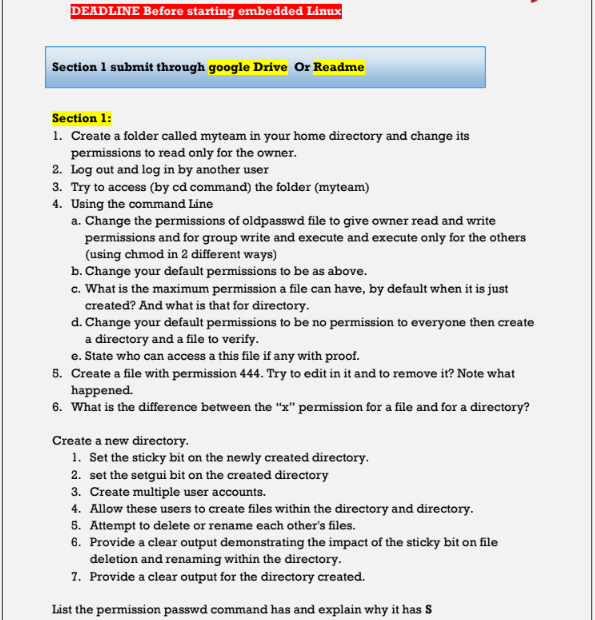 DEADLINE Before starting embedded Linux
Section 1 submit through google Drive Or Readme
Section 1:
1. Create a folder called myteam in your home directory and change its
permissions to read only for the owner.
2. Log out and log in by another user
3. Try to access (by cd command) the folder (myteam)
4. Using the command Line
a. Change the permissions of oldpasswd file to give owner read and write
permissions and for group write and execute and execute only for the others
(using chmod in 2 different ways)
b. Change your default permissions to be as above.
c. What is the maximum permission a file can have, by default when it is just
created? And what is that for directory.
d. Change your default permissions to be no permission to everyone then create
a directory and a file to verify.
e. State who can access a this file if any with proof.
5. Create a file with permission 444. Try to edit in it and to remove it? Note what
happened.
6. What is the difference between the “x” permission for a file and for a directory?
Create a new directory.
1. Set the sticky bit on the newly created directory.
2. set the setgui bit on the created directory
3. Create multiple user accounts.
4. Allow these users to create files within the directory and directory.
5. Attempt to delete or rename each other's files.
6. Provide a clear output demonstrating the impact of the sticky bit on file
deletion and renaming within the directory.
7. Provide a clear output for the directory created.
List the permission passwd command has and explain why it has S